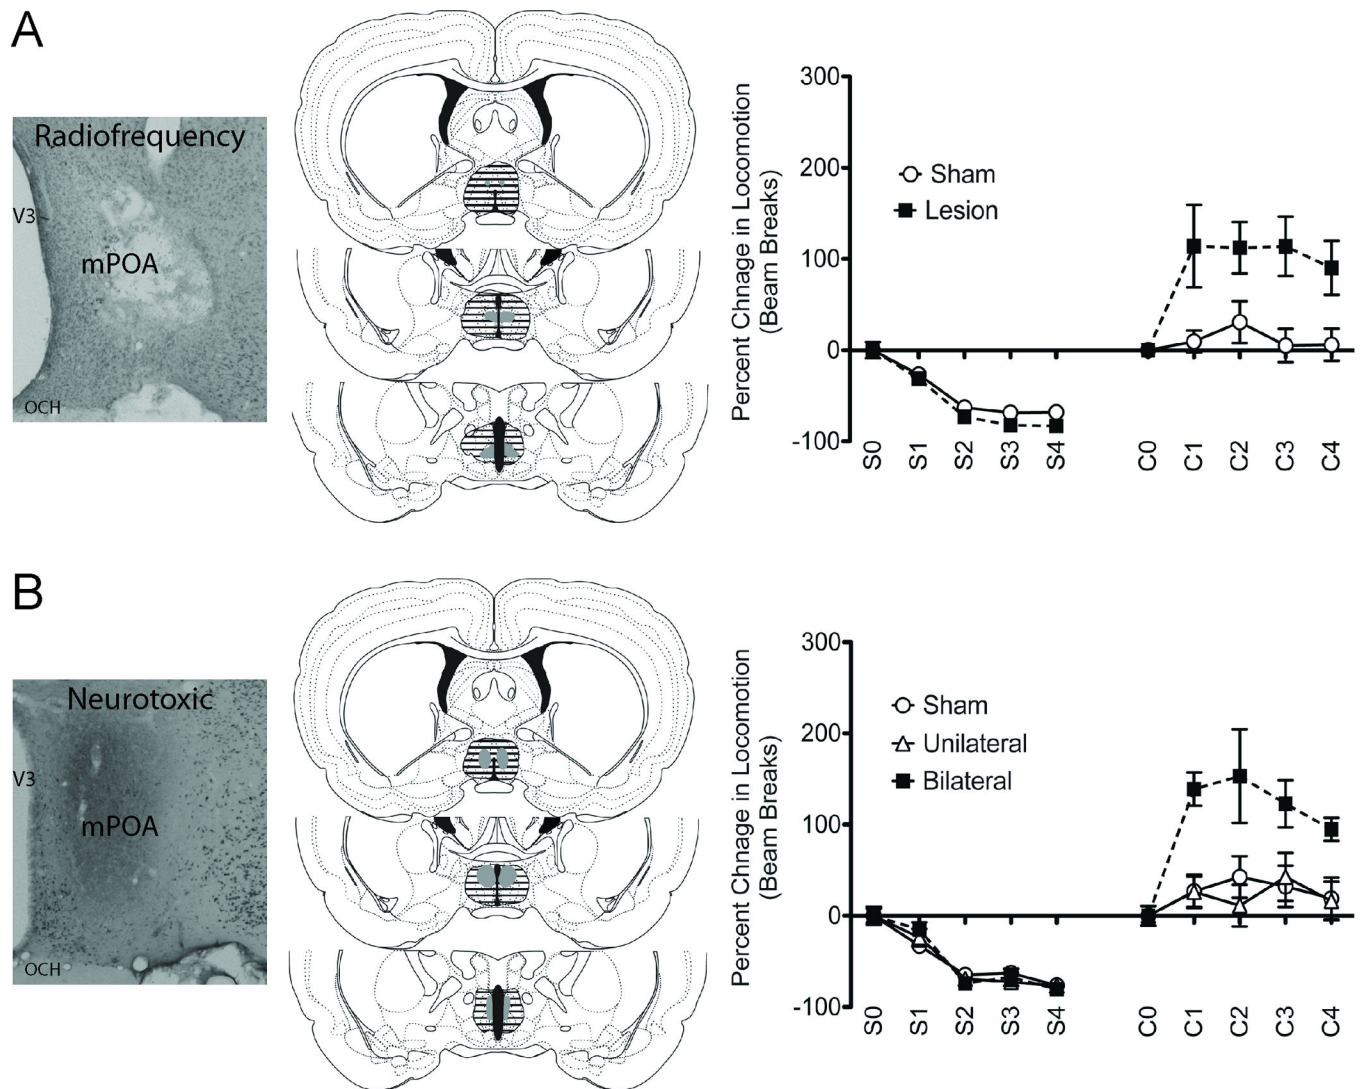 A
Radiofrequency
V3
mPOA
OCH
Percent Chnage in Locomotion
(Beam Breaks)
300
200
100
0
-100
Sham
Lesion
S0
S1
S2
S3
S4
C0
C1
C2
C3
C4
B
Neurotoxic
V3
mPOA
OCH
Percent Chnage in Locomotion
(Beam Breaks)
300
200
100
0
-100
Sham
Unilateral
Bilateral
S0
S1
S2
S3
S4
C0
C1
C2
C3
C4